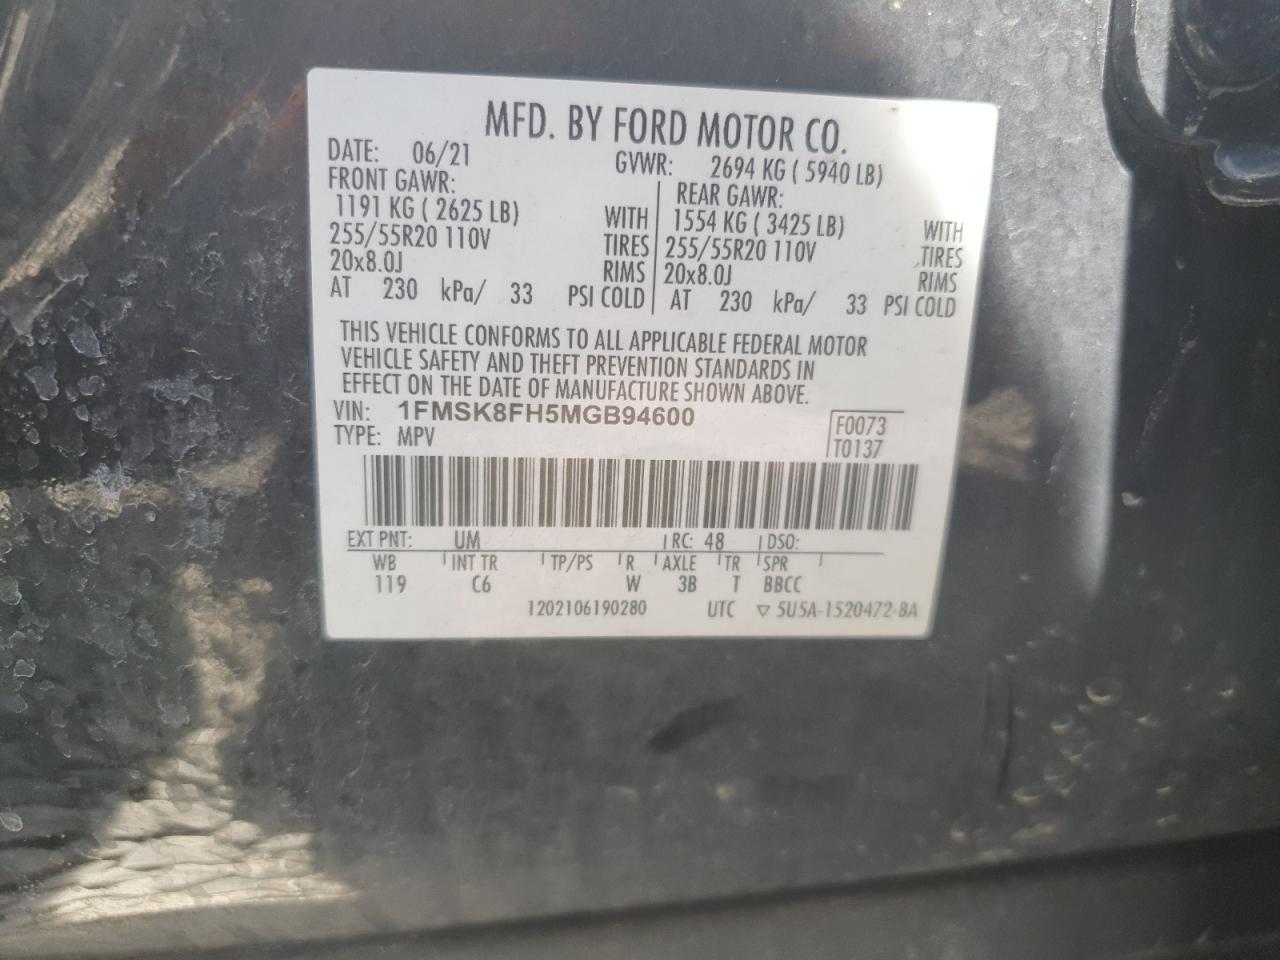 MFD. BY FORD MOTOR CO.
DATE: 06/21 GVWR: 2694 KG ( 5940 LB)
FRONT GAWR: REAR GAWR:
1191 KG ( 2625 LB) WITH 1554 KG ( 3425 LB) WITH
255/55R20 110V TIRES 255/55R20 110V TIRES
20x8.0J RIMS 20x8.0J RIMS
AT 230 kPa/ 33 PSI COLD AT 230 kPa/ 33 PSI COLD
THIS VEHICLE CONFORMS TO ALL APPLICABLE FEDERAL MOTOR
VEHICLE SAFETY AND THEFT PREVENTION STANDARDS IN
EFFECT ON THE DATE OF MANUFACTURE SHOWN ABOVE.
VIN: 1FMSK8FH5MGB94600 F0073
TYPE: MPV T0137
EXT PNT: UM RC: 48 DSO:
WB INT TR TP/PS R AXLE TR SPR
119 C6 W 3B T BBCC
1202106190280 UTC ▽ 5U5A-1520472-BA